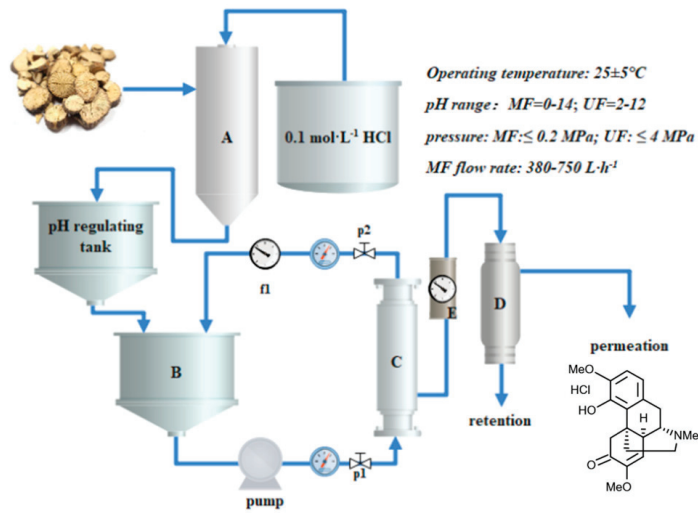 A
0.1 mol·L⁻¹ HCl
Operating temperature: 25±5°C
pH range： MF=0-14; UF=2-12
pressure: MF:≤ 0.2 MPa; UF: ≤ 4 MPa
MF flow rate: 380-750 L·h⁻¹
pH regulating
tank
p2
f1
E
D
B
C
permeation
retention
pump
p1
MeO
HCl
HO
H
NMe
O
MeO